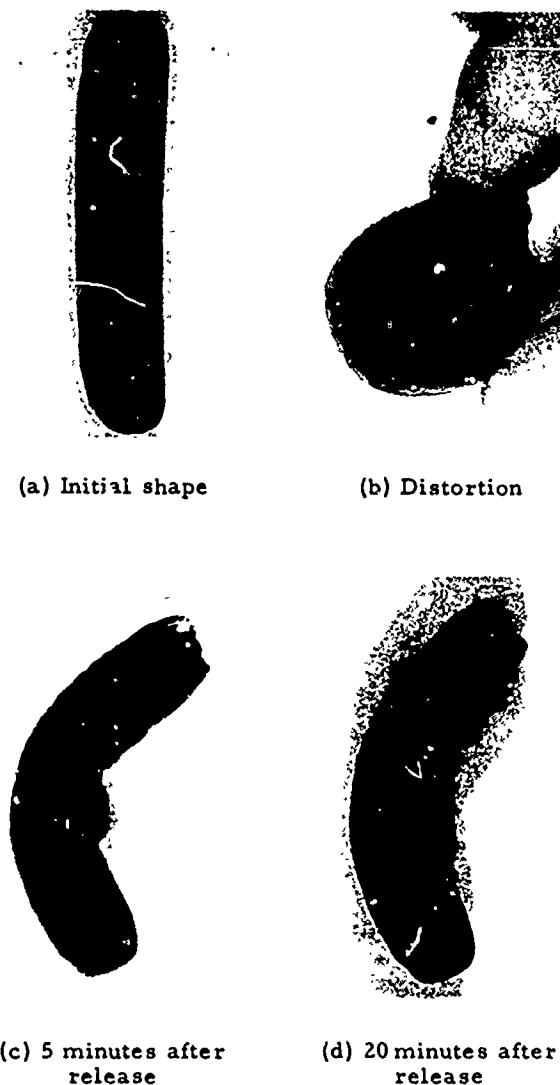 (a) Initial shape
(b) Distortion
(c) 5 minutes after
release
(d) 20 minutes after
release